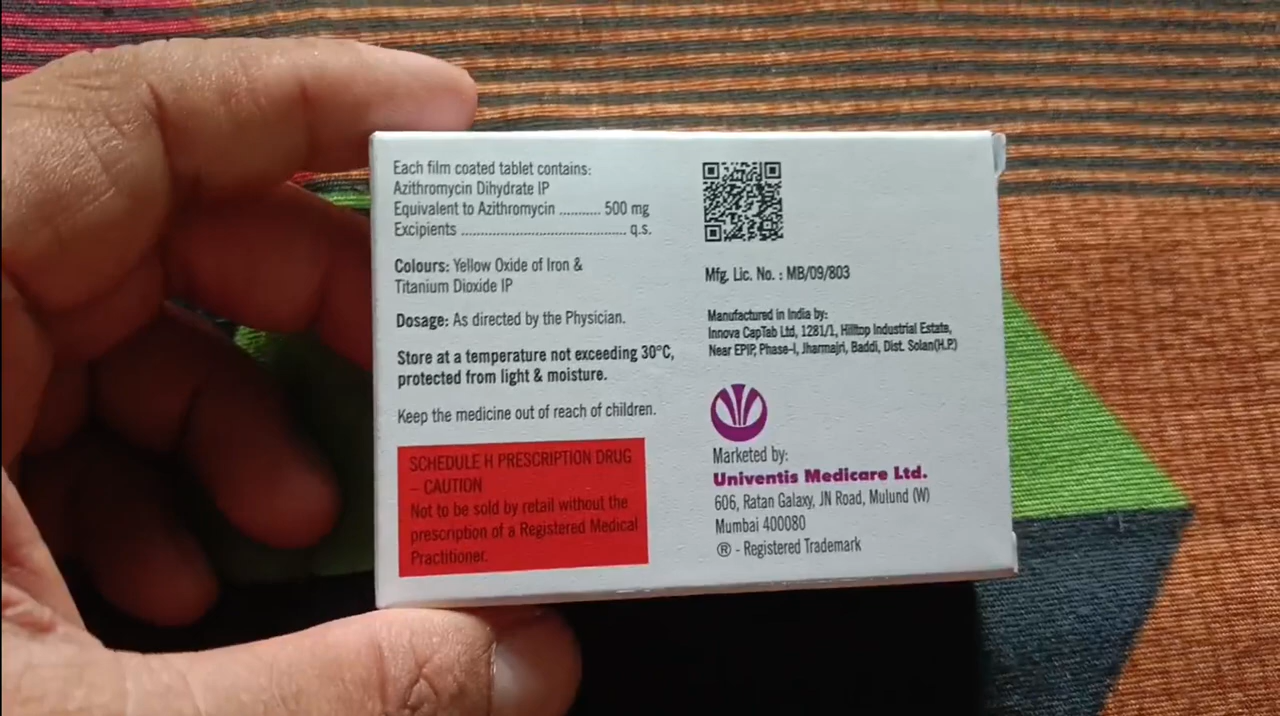 Each film coated tablet contains:
Azithromycin Dihydrate IP
Equivalent to Azithromycin ........... 500 mg
Excipients ............................................ q.s.
Colours: Yellow Oxide of Iron &
Titanium Dioxide IP
Dosage: As directed by the Physician.
Store at a temperature not exceeding 30°C,
protected from light & moisture.
Keep the medicine out of reach of children.
SCHEDULE H PRESCRIPTION DRUG
– CAUTION
Not to be sold by retail without the
prescription of a Registered Medical
Practitioner.
Mfg. Lic. No. : MB/09/803
Manufactured in India by:
Innova CapTab Ltd, 1281/1, Hilltop Industrial Estate,
Near EPIP, Phase-I, Jharmajri, Baddi, Dist. Solan(H.P.)
Marketed by:
Univentis Medicare Ltd.
606, Ratan Galaxy, JN Road, Mulund (W)
Mumbai 400080
® - Registered Trademark